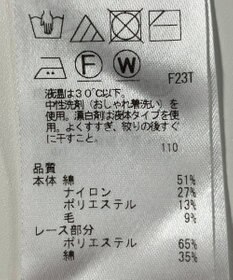 F
W
F23T
液温は30℃以下。
中性洗剤(おしゃれ着洗い)を
使用。漂白剤は液体タイプを使
用。よくすすぎ、絞りの後すぐ
に干すこと。
110
品質
本体 綿 51%
ナイロン 27%
ポリエステル 13%
毛 9%
レース部分
ポリエステル 65%
綿 35%